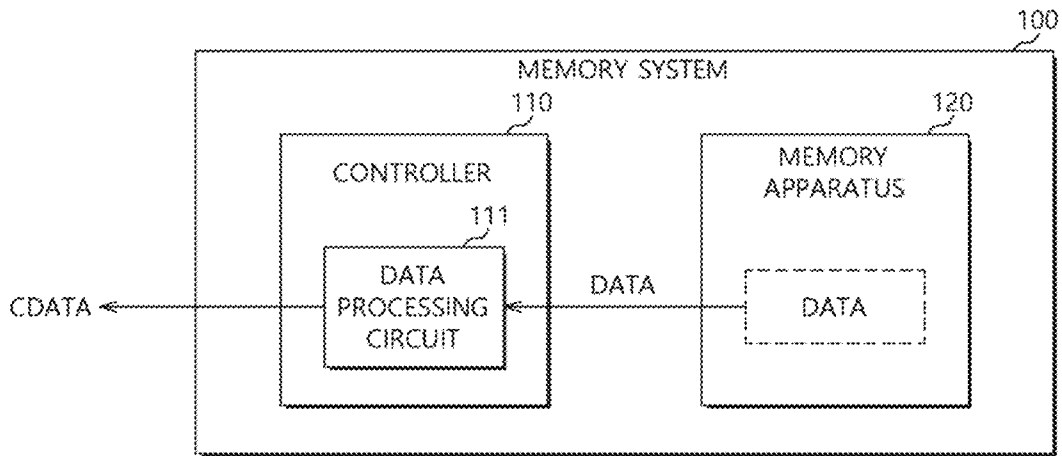 100
MEMORY SYSTEM
110
120
CONTROLLER
MEMORY
APPARATUS
111
DATA
PROCESSING
CIRCUIT
DATA
DATA
CDATA